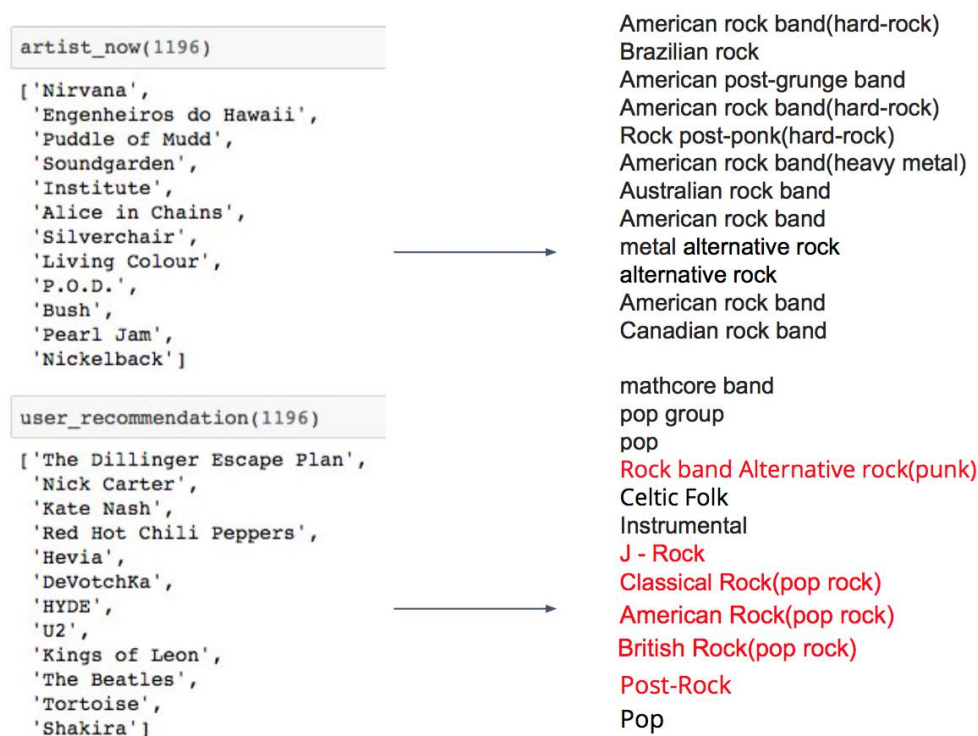 artist_now(1196)
['Nirvana',
'Engenheiros do Hawaii',
'Puddle of Mudd',
'Soundgarden',
'Institute',
'Alice in Chains',
'Silverchair',
'Living Colour',
'P.O.D.',
'Bush',
'Pearl Jam',
'Nickelback']
American rock band(hard-rock)
Brazilian rock
American post-grunge band
American rock band(hard-rock)
Rock post-ponk(hard-rock)
American rock band(heavy metal)
Australian rock band
American rock band
metal alternative rock
alternative rock
American rock band
Canadian rock band
user_recommendation(1196)
['The Dillinger Escape Plan',
'Nick Carter',
'Kate Nash',
'Red Hot Chili Peppers',
'Hevia',
'DeVotchKa',
'HYDE',
'U2',
'Kings of Leon',
'The Beatles',
'Tortoise',
'Shakira']
mathcore band
pop group
pop
Rock band Alternative rock(punk)
Celtic Folk
Instrumental
J - Rock
Classical Rock(pop rock)
American Rock(pop rock)
British Rock(pop rock)
Post-Rock
Pop